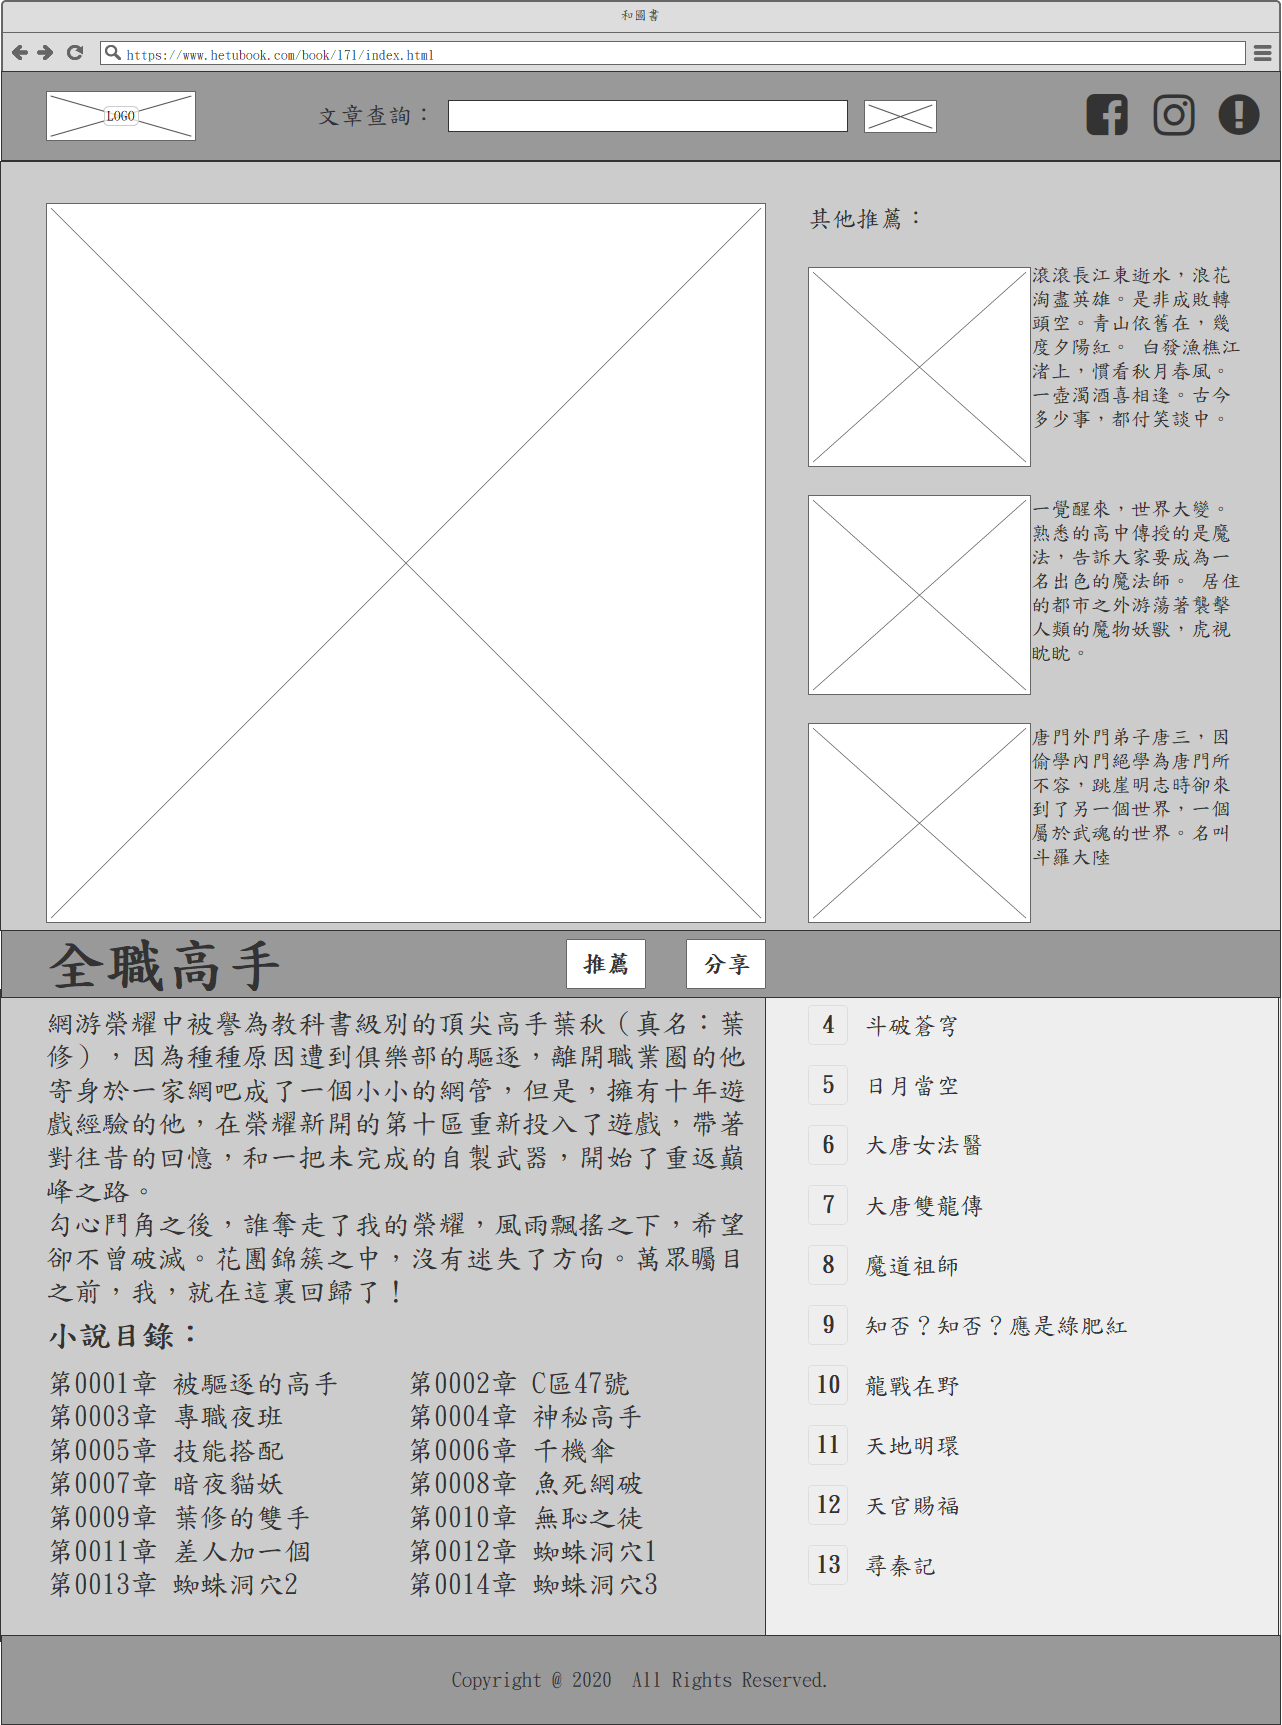 和圖書
https://www.hetubook.com/book/171/index.html
LOGO
文章查詢：
其他推薦：
滾滾長江東逝水，浪花
淘盡英雄。是非成敗轉
頭空。青山依舊在，幾
度夕陽紅。 白發漁樵江
渚上，慣看秋月春風。
一壺濁酒喜相逢。古今
多少事，都付笑談中。
一覺醒來，世界大變。
熟悉的高中傳授的是魔
法，告訴大家要成為一
名出色的魔法師。 居住
的都市之外游蕩著襲擊
人類的魔物妖獸，虎視
眈眈。
唐門外門弟子唐三，因
偷學內門絕學為唐門所
不容，跳崖明志時卻來
到了另一個世界，一個
屬於武魂的世界。名叫
斗羅大陸
全職高手
推薦
分享
網游榮耀中被譽為教科書級別的頂尖高手葉秋（真名：葉
修），因為種種原因遭到俱樂部的驅逐，離開職業圈的他
寄身於一家網吧成了一個小小的網管，但是，擁有十年遊
戲經驗的他，在榮耀新開的第十區重新投入了遊戲，帶著
對往昔的回憶，和一把未完成的自製武器，開始了重返巔
峰之路。
勾心鬥角之後，誰奪走了我的榮耀，風雨飄搖之下，希望
卻不曾破滅。花團錦簇之中，沒有迷失了方向。萬眾矚目
之前，我，就在這裏回歸了！
小說目錄：
第0001章 被驅逐的高手
第0002章 C區47號
第0003章 專職夜班
第0004章 神秘高手
第0005章 技能搭配
第0006章 千機傘
第0007章 暗夜貓妖
第0008章 魚死網破
第0009章 葉修的雙手
第0010章 無恥之徒
第0011章 差人加一個
第0012章 蜘蛛洞穴1
第0013章 蜘蛛洞穴2
第0014章 蜘蛛洞穴3
4 斗破蒼穹
5 日月當空
6 大唐女法醫
7 大唐雙龍傳
8 魔道祖師
9 知否？知否？應是綠肥紅
10 龍戰在野
11 天地明環
12 天官賜福
13 尋秦記
Copyright @ 2020  All Rights Reserved.